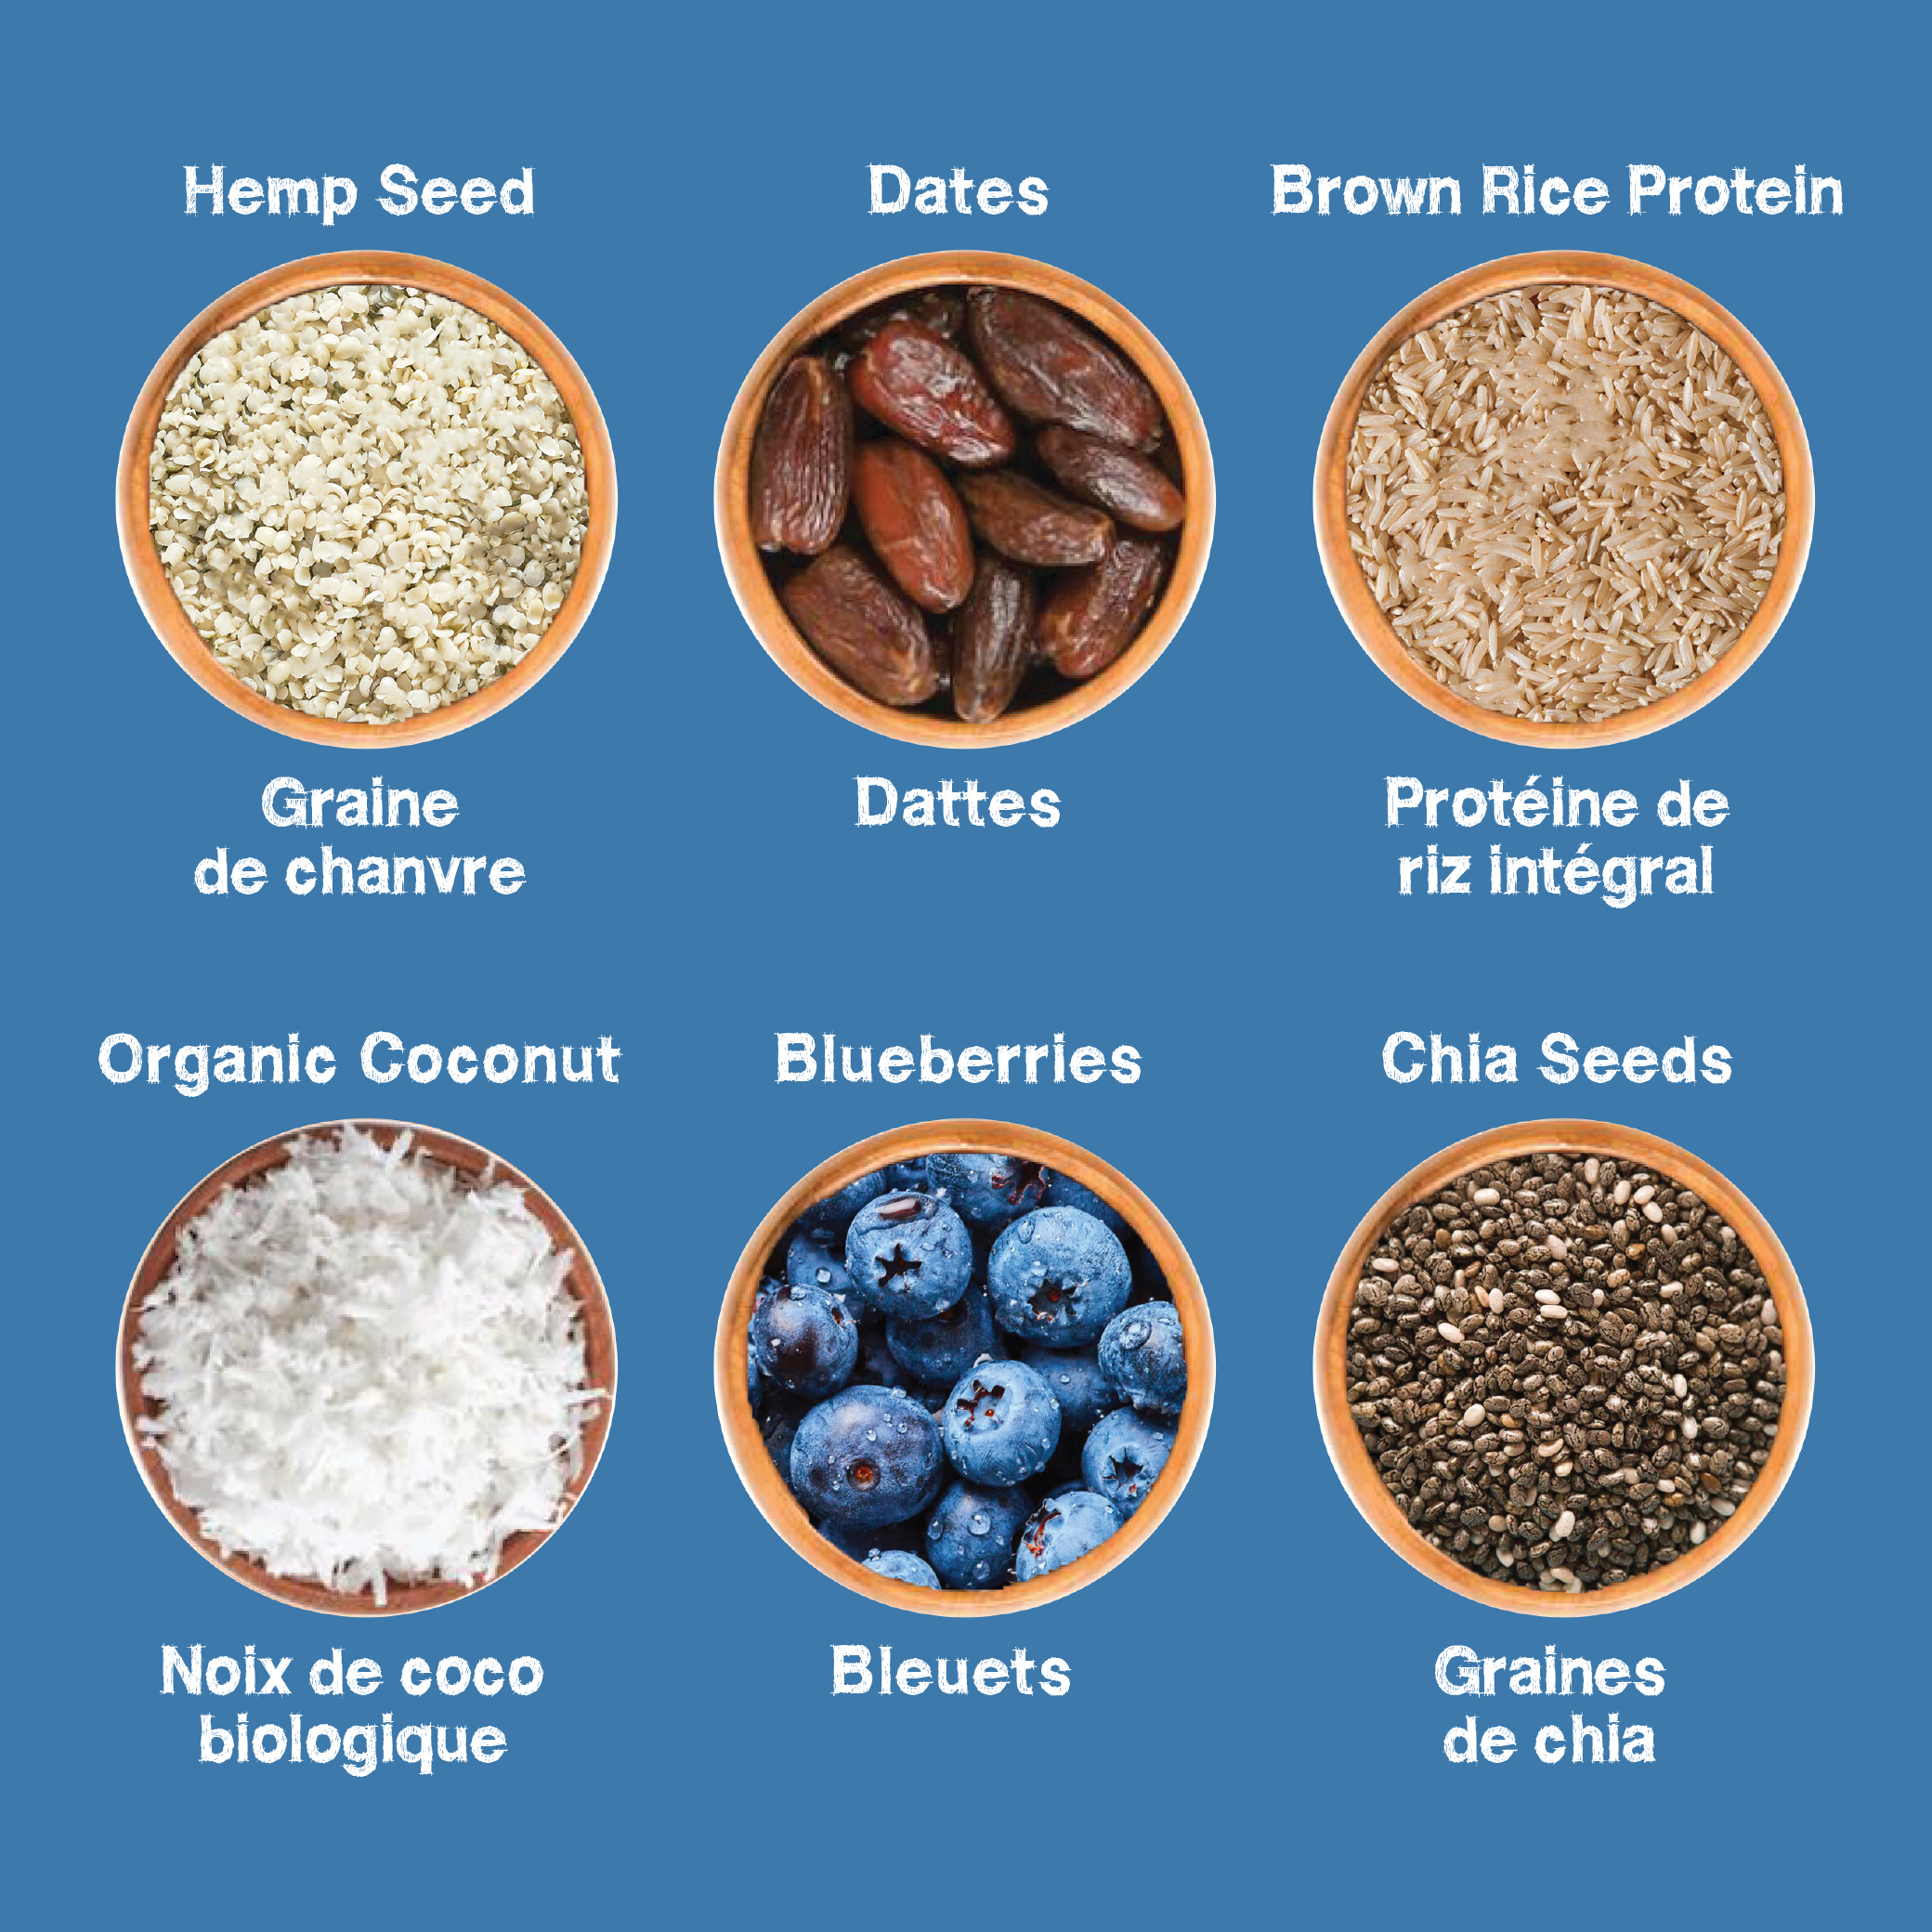 Hemp Seed
Dates
Brown Rice Protein
Graine
de chanvre
Dattes
Protéine de
riz intégral
Organic Coconut
Blueberries
Chia Seeds
Noix de coco
biologique
Bleuets
Graines
de chia